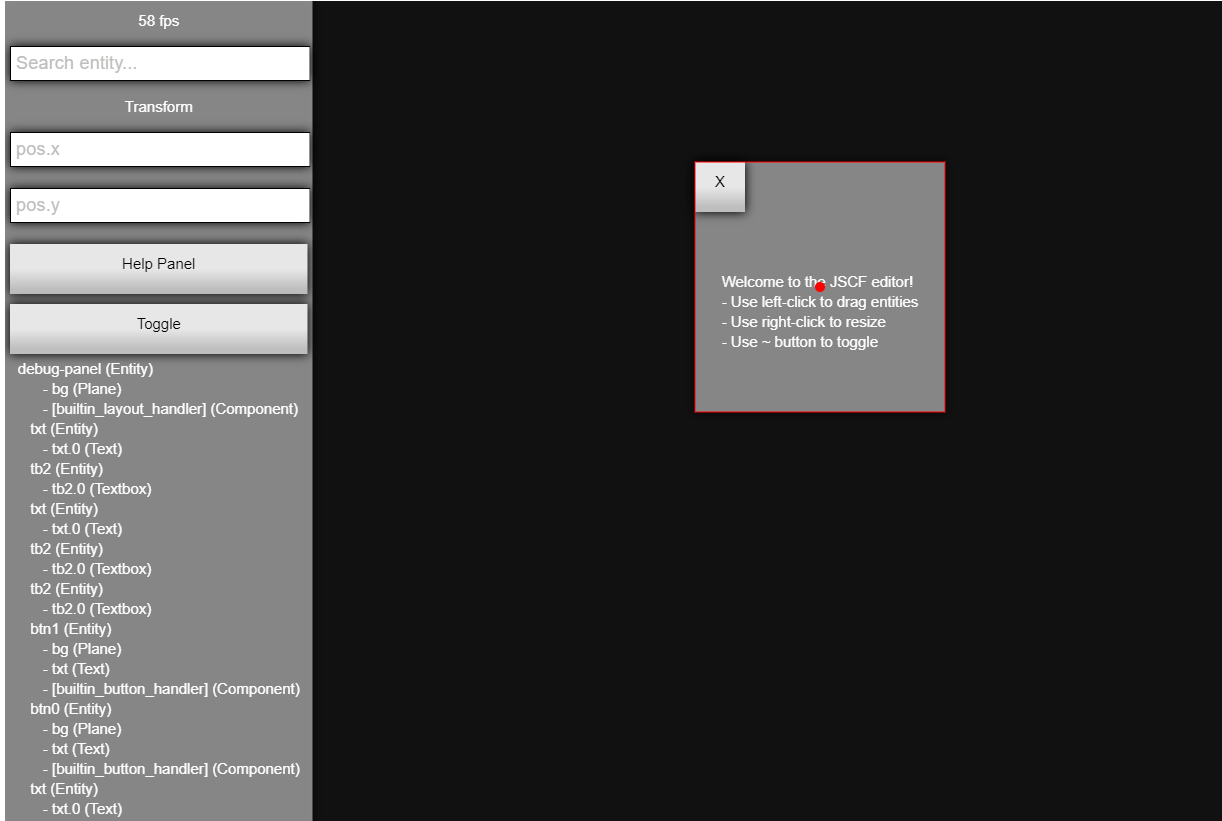 58 fps
Search entity...
Transform
pos.x
pos.y
Help Panel
Toggle
debug-panel (Entity)
- bg (Plane)
- [builtin_layout_handler] (Component)
txt (Entity)
- txt.0 (Text)
tb2 (Entity)
- tb2.0 (Textbox)
txt (Entity)
- txt.0 (Text)
tb2 (Entity)
- tb2.0 (Textbox)
tb2 (Entity)
- tb2.0 (Textbox)
btn1 (Entity)
- bg (Plane)
- txt (Text)
- [builtin_button_handler] (Component)
btn0 (Entity)
- bg (Plane)
- txt (Text)
- [builtin_button_handler] (Component)
txt (Entity)
- txt.0 (Text)
X
Welcome to the JSCF editor!
- Use left-click to drag entities
- Use right-click to resize
- Use ~ button to toggle